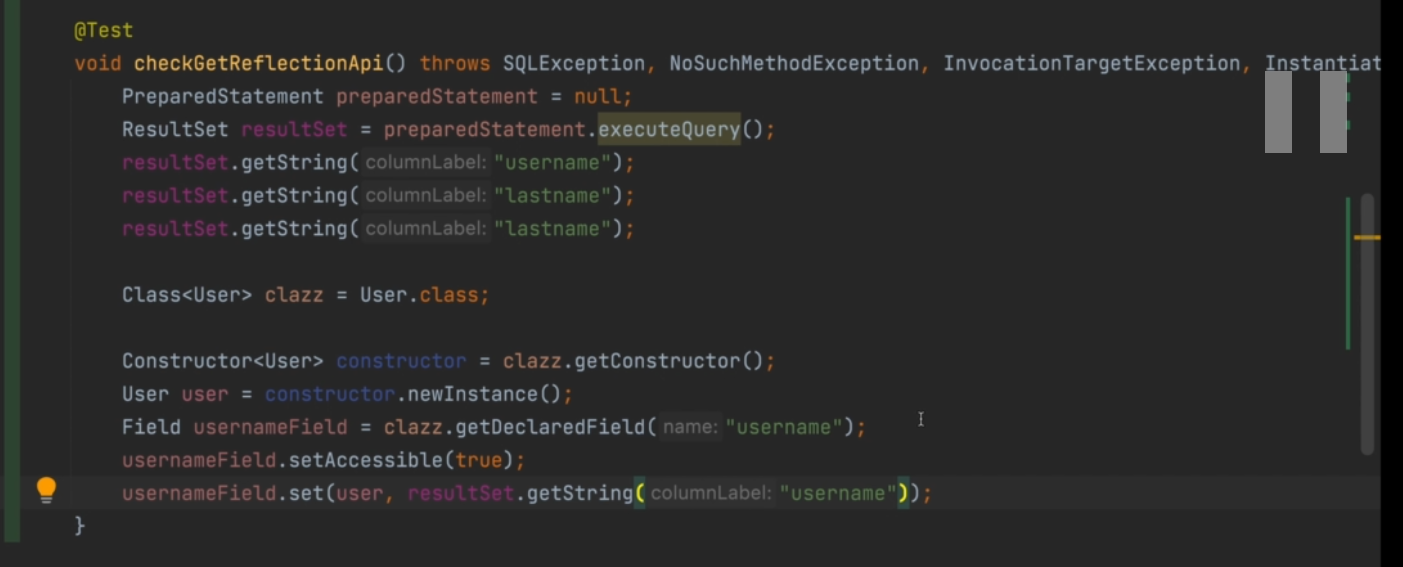 @Test
void checkGetReflectionApi() throws SQLException, NoSuchMethodException, InvocationTargetException, Instantiat
PreparedStatement preparedStatement = null;
ResultSet resultSet = preparedStatement.executeQuery();
resultSet.getString( columnLabel: "username");
resultSet.getString( columnLabel: "lastname");
resultSet.getString( columnLabel: "lastname");
Class<User> clazz = User.class;
Constructor<User> constructor = clazz.getConstructor();
User user = constructor.newInstance();
Field usernameField = clazz.getDeclaredField( name: "username");
usernameField.setAccessible(true);
usernameField.set(user, resultSet.getString( columnLabel: "username"));
}